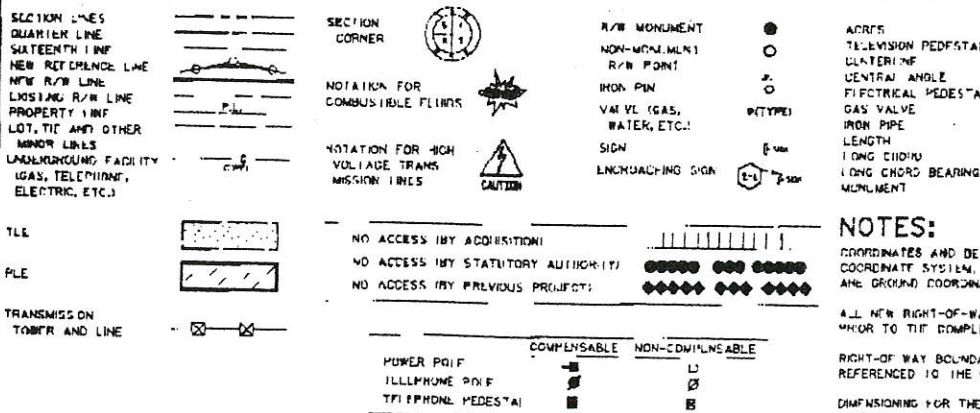 SECTION LINES
QUARTER LINE
SIXTEENTH LINE
NEW REFERENCE LINE
NEW R/W LINE
EXISTING R/W LINE
PROPERTY LINE
LOT, TIE AND OTHER
MINOR LINES
UNDERGROUND FACILITY
(GAS, TELEPHONE,
ELECTRIC, ETC.)
TLE
PLE
TRANSMISSION
TOWER AND LINE
SECTION
CORNER
NOTATION FOR
COMBUSTIBLE FLUIDS
NOTATION FOR HIGH
VOLTAGE TRANS
MISSION LINES
CAUTION
R/W MONUMENT
NON-MONUMENT
R/W POINT
IRON PIN
VALVE (GAS,
WATER, ETC.)
(TYPE)
SIGN
SIGN
ENCROACHING SIGN
SIGN
NO ACCESS (BY ACQUISITION)
NO ACCESS (BY STATUTORY AUTHORITY)
NO ACCESS (BY PREVIOUS PROJECT)
COMPENSABLE NON-COMPENSABLE
POWER POLE
TELEPHONE POLE
TELEPHONE PEDESTAL
ACRES
TELEVISION PEDESTAL
CENTERLINE
CENTRAL ANGLE
ELECTRICAL PEDESTA
GAS VALVE
IRON PIPE
LENGTH
LONG CHORD
LONG CHORD BEARING
MONUMENT
NOTES:
COORDINATES AND BE
COORDINATE SYSTEM,
ARE GROUND COORDINA
ALL NEW RIGHT-OF-WA
PRIOR TO THE COMPLE
RIGHT-OF WAY BOUNDA
REFERENCED TO THE
DIMENSIONING FOR THE